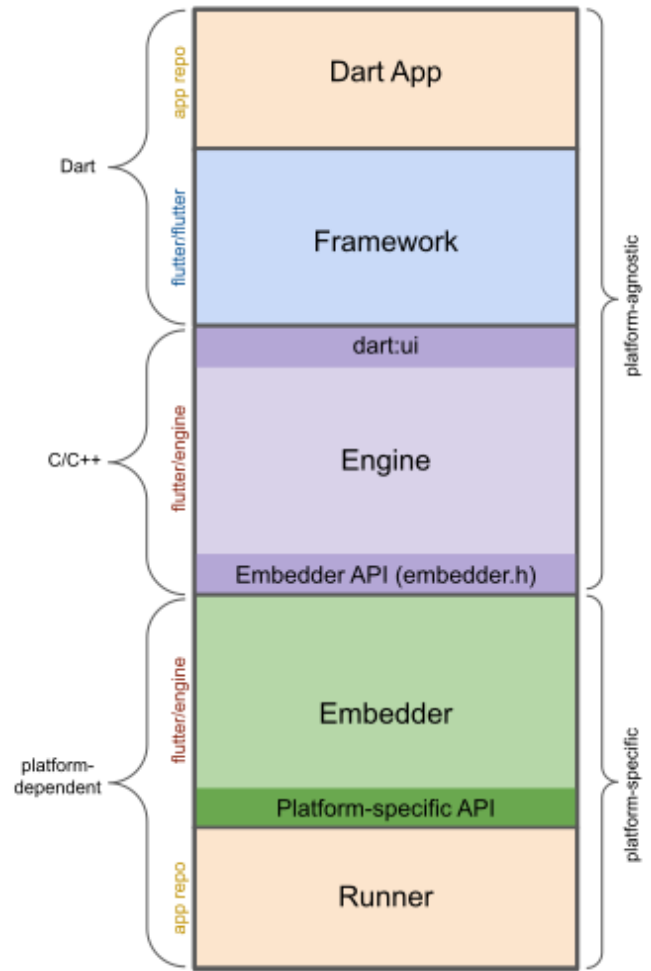 Dart App
app repo
Dart
Framework
flutter/flutter
platform-agnostic
dart:ui
Engine
flutter/engine
C/C++
Embedder API (embedder.h)
Embedder
flutter/engine
platform-
dependent
platform-specific
Platform-specific API
Runner
app repo